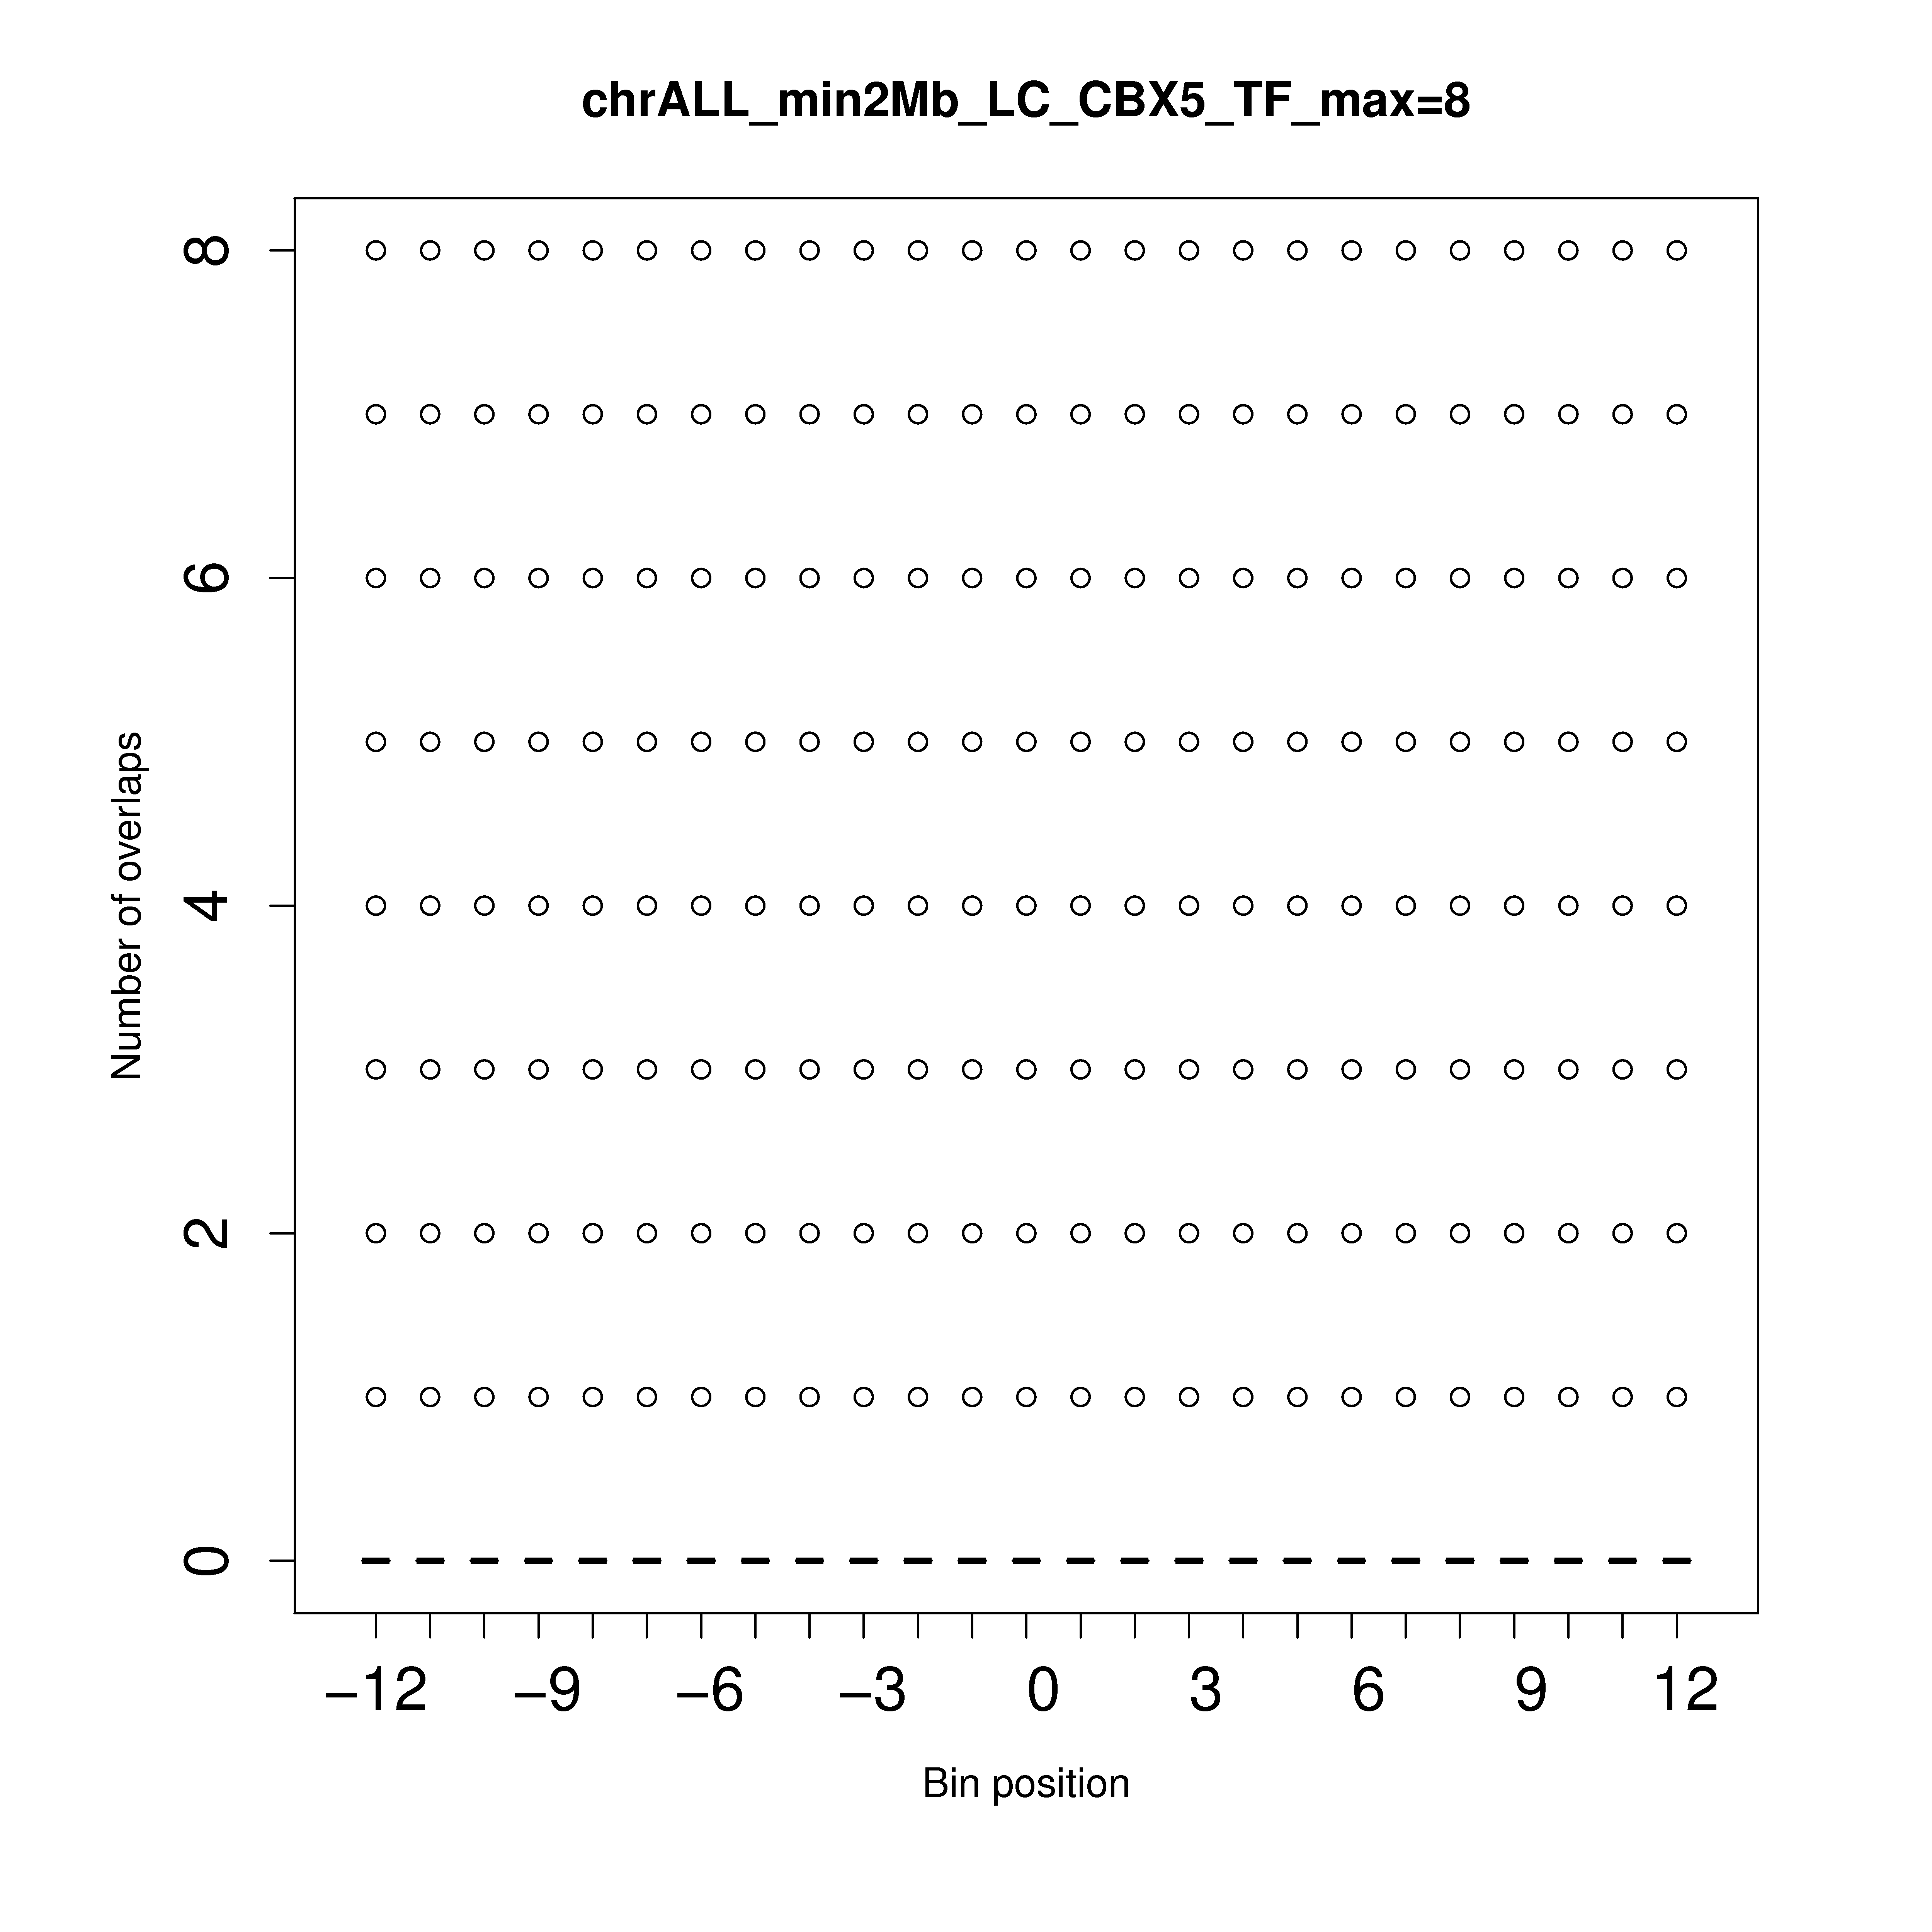 chrALL_min2Mb_LC_CBX5_TF_max=8
Number of overlaps
8
6
4
2
0
−12 −9 −6 −3 0 3 6 9 12
Bin position